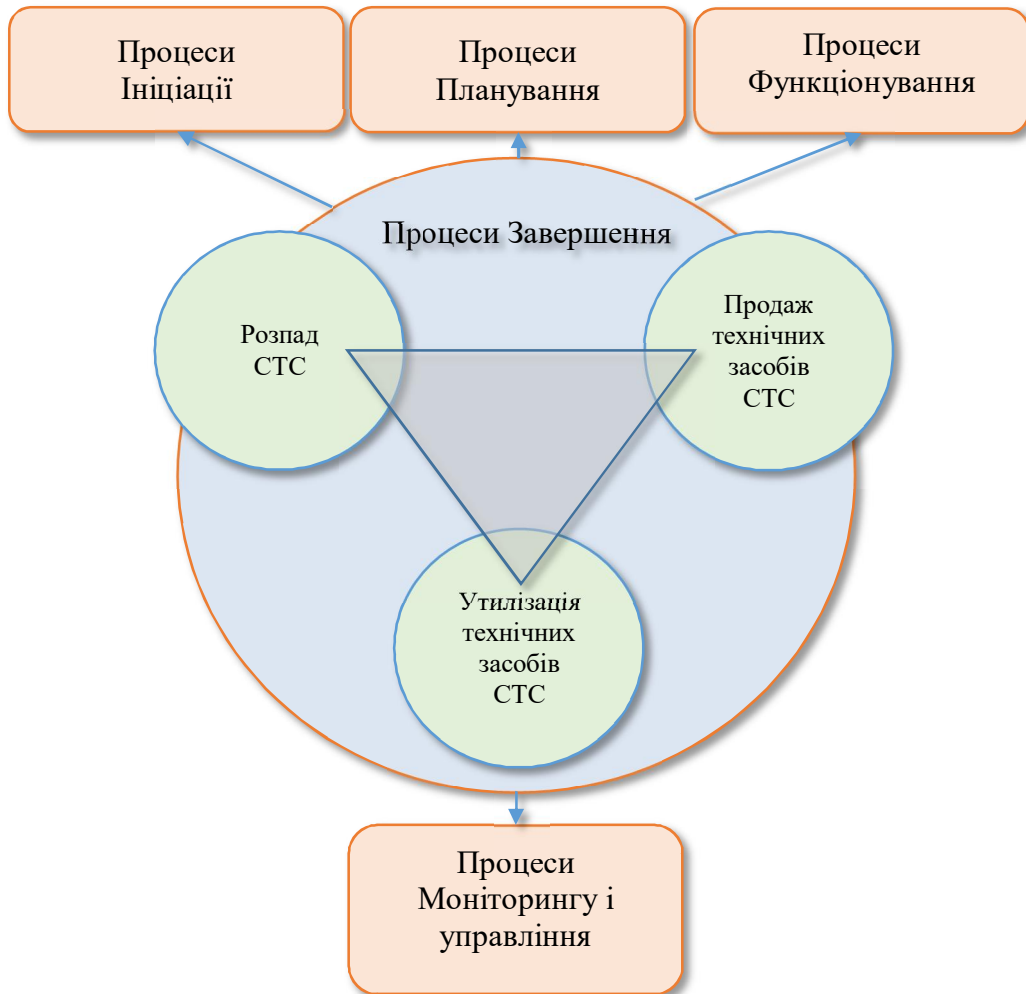 Процеси
Ініціації
Процеси
Планування
Процеси
Функціонування
Процеси Завершення
Розпад
СТС
Продаж
технічних
засобів
СТС
Утилізація
технічних
засобів
СТС
Процеси
Моніторингу і
управління